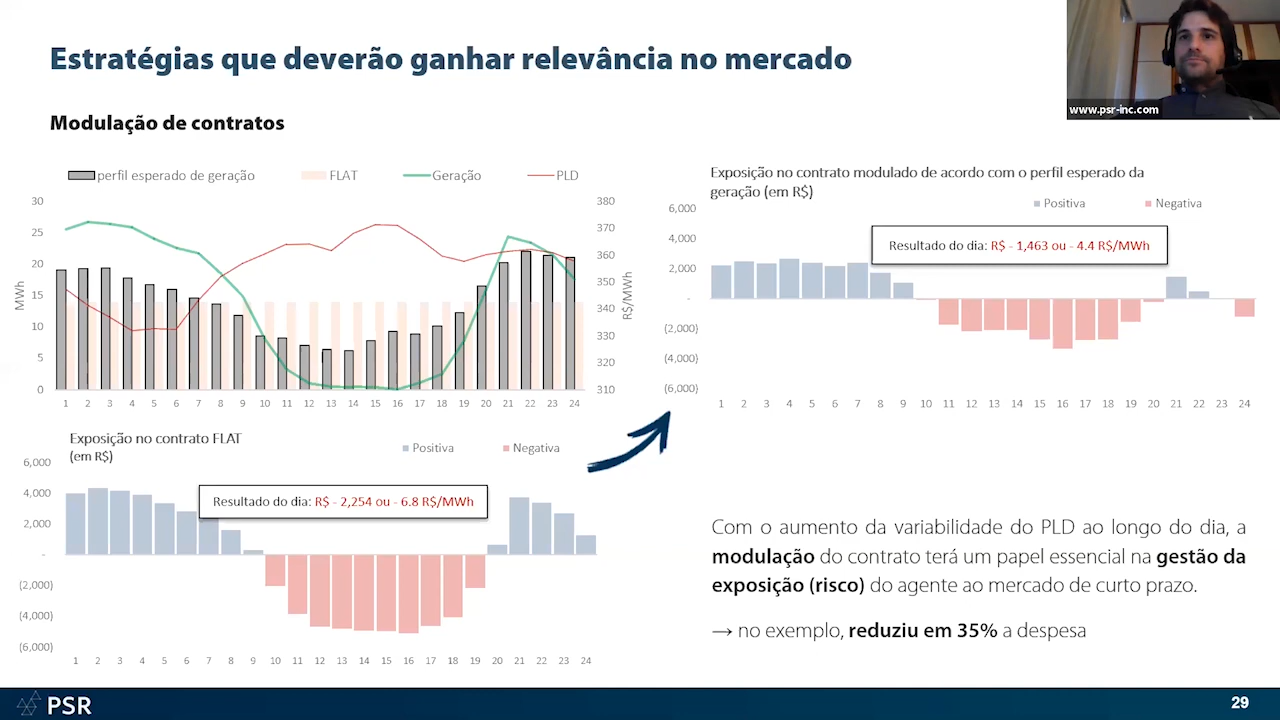 Estratégias que deverão ganhar relevância no mercado
www.psr-inc.com
Modulação de contratos
perfil esperado de geração FLAT Geração PLD
30 25 20 15 10 5 0
MWh
380 370 360 350 340 330 320 310
R$/MWh
1 2 3 4 5 6 7 8 9 10 11 12 13 14 15 16 17 18 19 20 21 22 23 24
Exposição no contrato FLAT
(em R$)
Positiva Negativa
6,000 4,000 2,000 - (2,000) (4,000) (6,000)
Resultado do dia: R$ - 2,254 ou - 6.8 R$/MWh
1 2 3 4 5 6 7 8 9 10 11 12 13 14 15 16 17 18 19 20 21 22 23 24
Exposição no contrato modulado de acordo com o perfil esperado da
geração (em R$)
Positiva Negativa
6,000 4,000 2,000 - (2,000) (4,000) (6,000)
Resultado do dia: R$ - 1,463 ou - 4.4 R$/MWh
1 2 3 4 5 6 7 8 9 10 11 12 13 14 15 16 17 18 19 20 21 22 23 24
Com o aumento da variabilidade do PLD ao longo do dia, a
modulação do contrato terá um papel essencial na gestão da
exposição (risco) do agente ao mercado de curto prazo.
→ no exemplo, reduziu em 35% a despesa
PSR
29